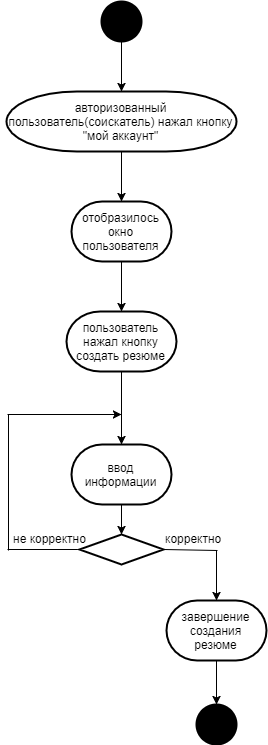 авторизованный
пользователь(соискатель) нажал кнопку
"мой аккаунт"
отобразилось
окно
пользователя
пользователь
нажал кнопку
создать резюме
ввод
информации
не корректно
корректно
завершение
создания
резюме